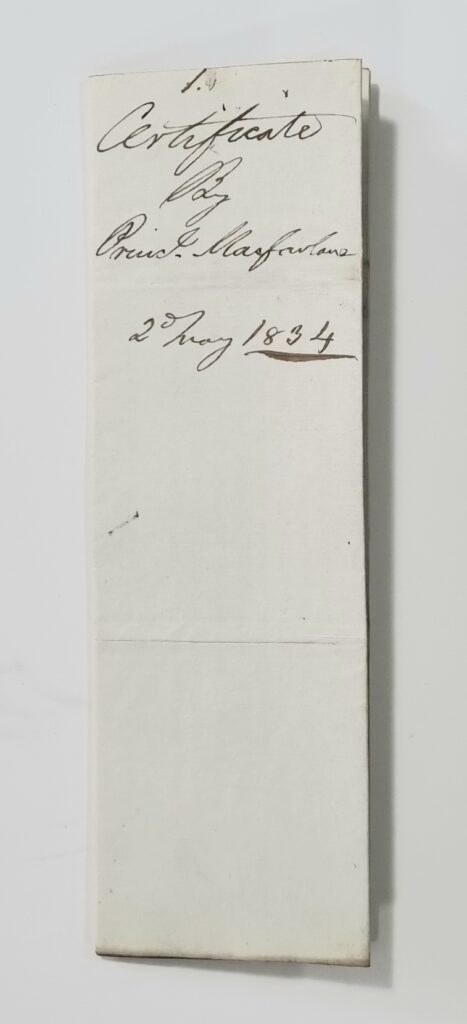 1.
Certificate
By
Princl. Macfarlane
2d May 1834